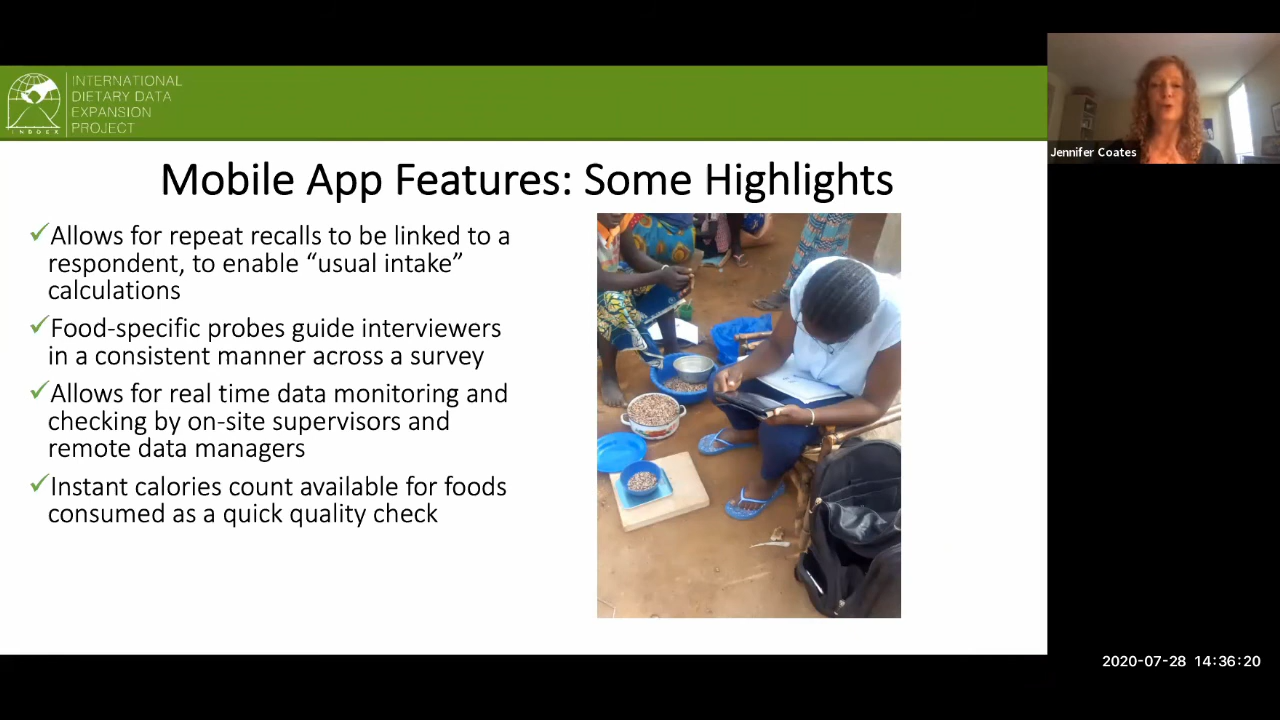 INTERNATIONAL
DIETARY DATA
EXPANSION
PROJECT
INDDEX
Jennifer Coates
Mobile App Features: Some Highlights
✓Allows for repeat recalls to be linked to a
respondent, to enable “usual intake”
calculations
✓Food-specific probes guide interviewers
in a consistent manner across a survey
✓Allows for real time data monitoring and
checking by on-site supervisors and
remote data managers
✓Instant calories count available for foods
consumed as a quick quality check
2020-07-28 14:36:20